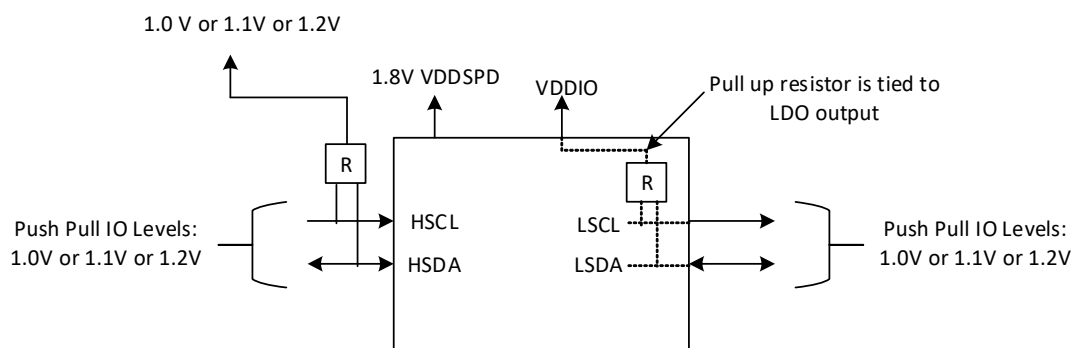 1.0 V or 1.1V or 1.2V
1.8V VDDSPD
VDDIO
Pull up resistor is tied to
LDO output
R
R
Push Pull IO Levels:
1.0V or 1.1V or 1.2V
HSCL
HSDA
LSCL
LSDA
Push Pull IO Levels:
1.0V or 1.1V or 1.2V